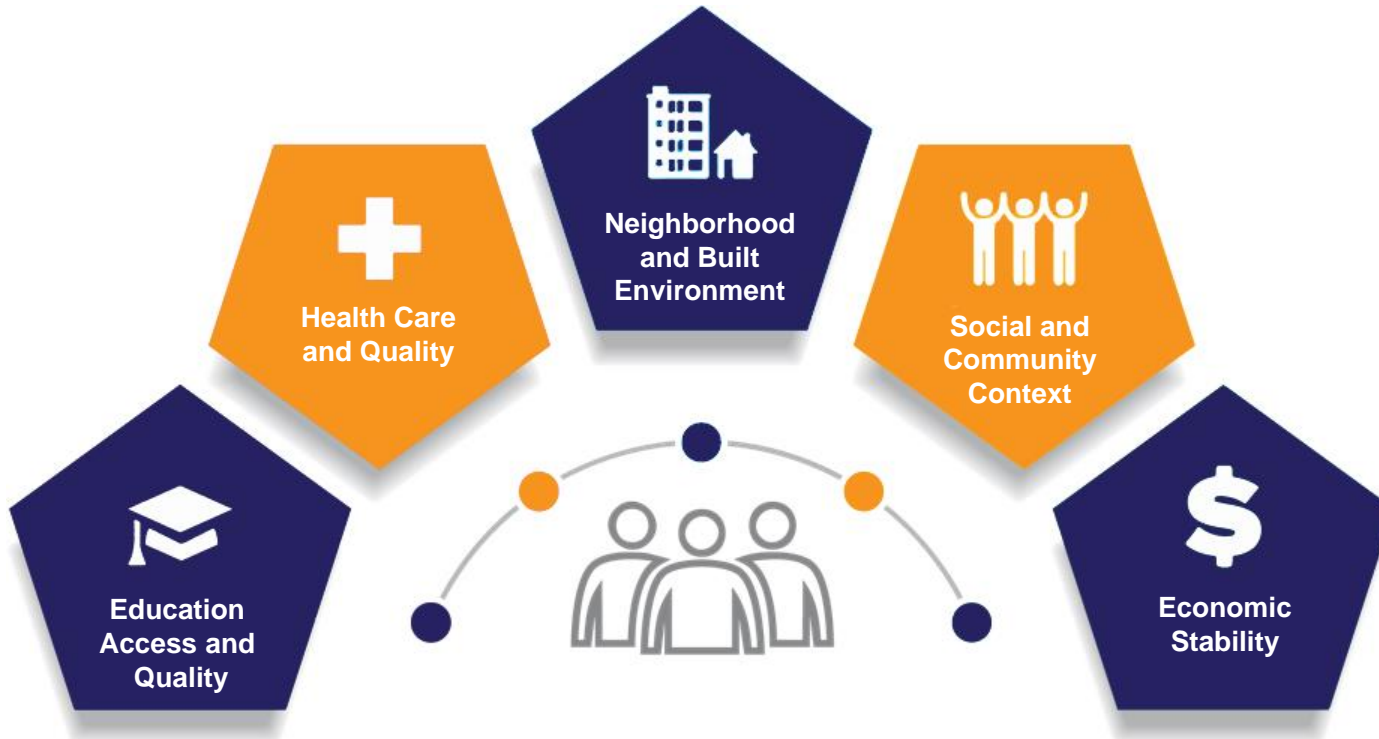 Education
Access and
Quality
Health Care
and Quality
Neighborhood
and Built
Environment
Social and
Community
Context
Economic
Stability